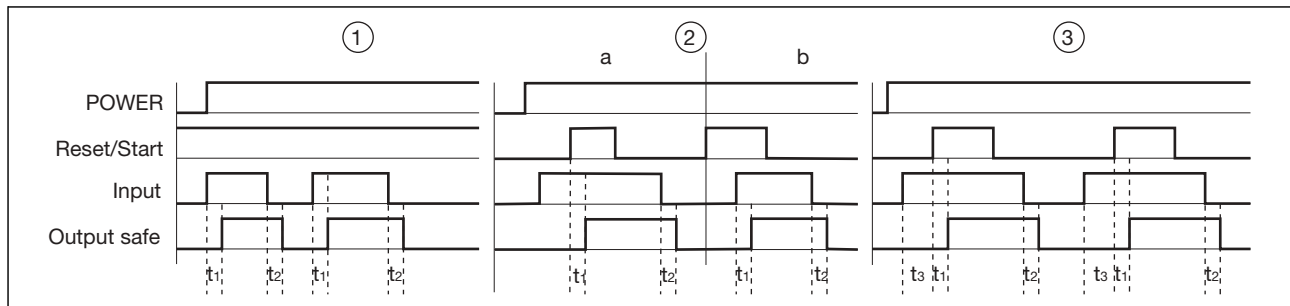 ① ② ③
a b
POWER
Reset/Start
Input
Output safe
t1 t2 t1 t2 t1 t2 t1 t2 t3 t1 t2 t3 t1 t2